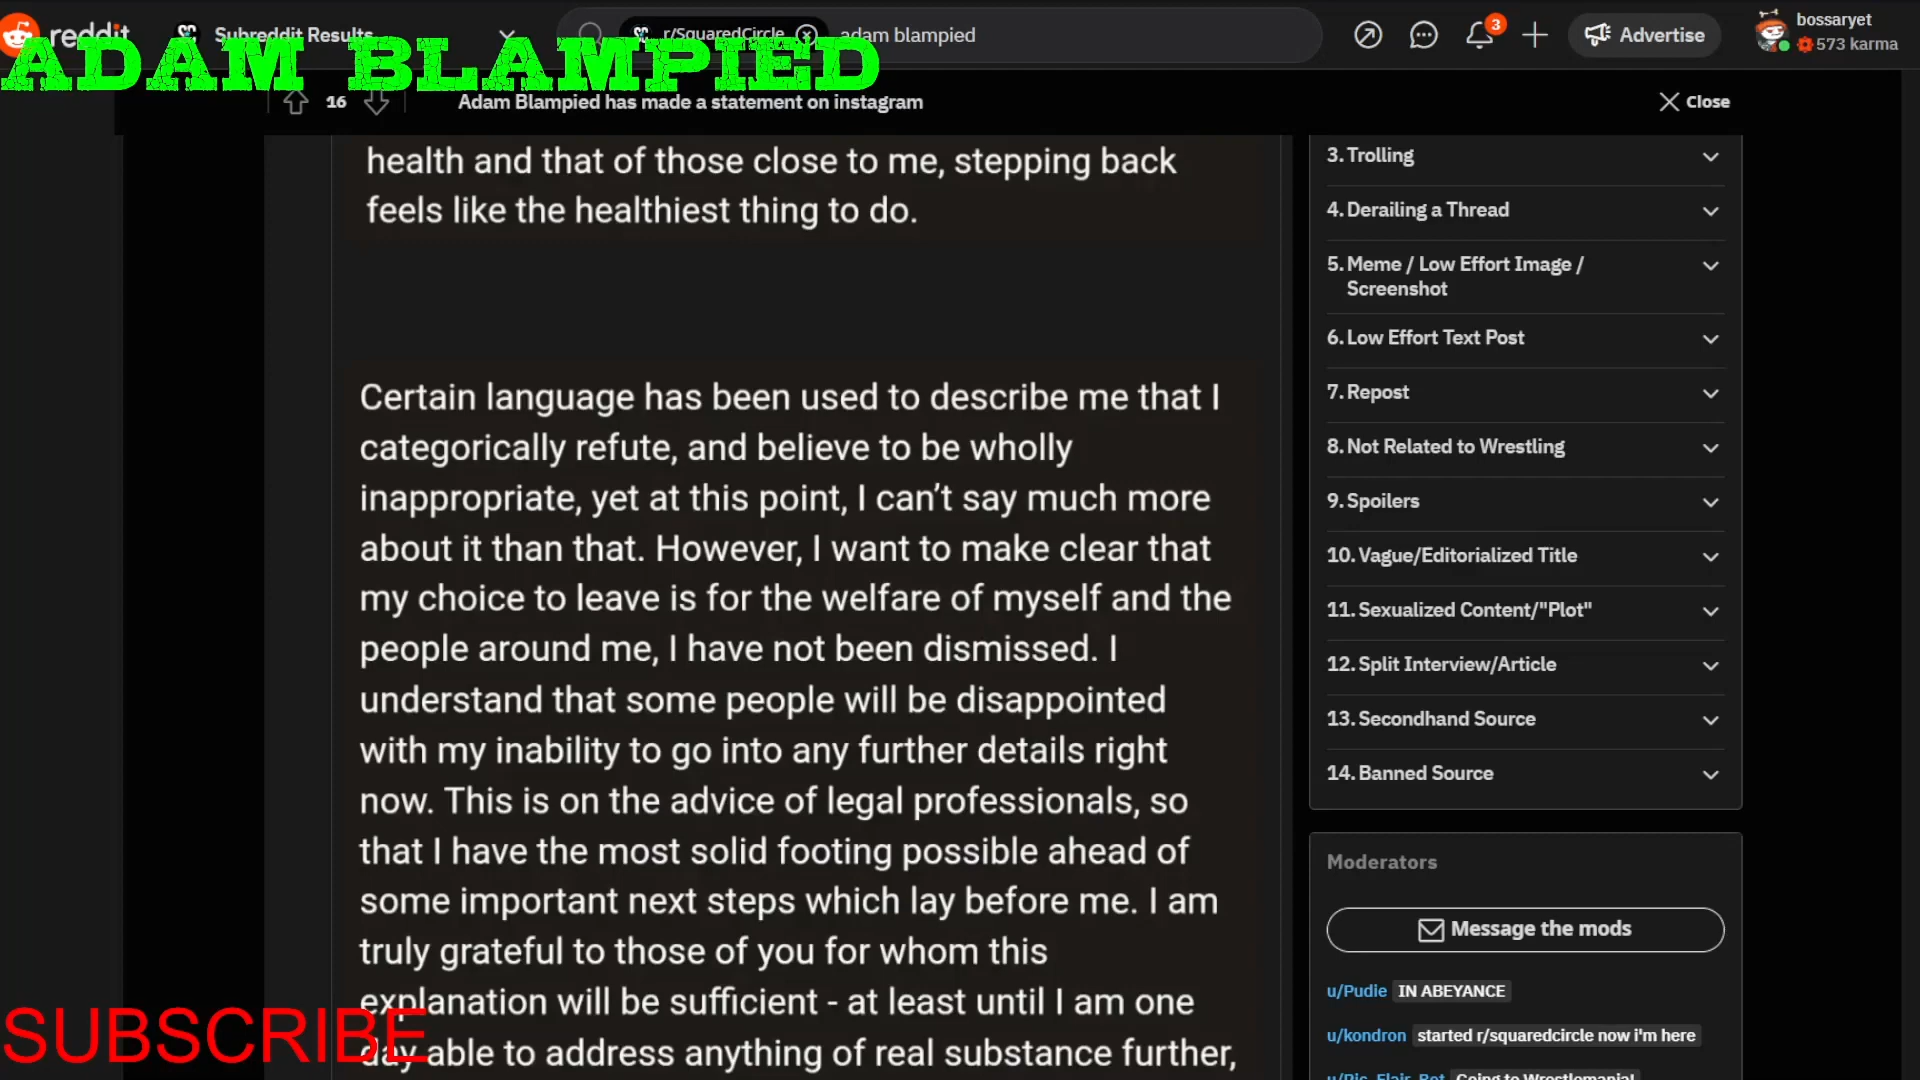 reddit
Subreddit Results
r/SquaredCircle
adam blampied
3
Advertise
bossaryet
573 karma
ADAM BLAMPIED
16
Adam Blampied has made a statement on instagram
Close
health and that of those close to me, stepping back
feels like the healthiest thing to do.
Certain language has been used to describe me that I
categorically refute, and believe to be wholly
inappropriate, yet at this point, I can’t say much more
about it than that. However, I want to make clear that
my choice to leave is for the welfare of myself and the
people around me, I have not been dismissed. I
understand that some people will be disappointed
with my inability to go into any further details right
now. This is on the advice of legal professionals, so
that I have the most solid footing possible ahead of
some important next steps which lay before me. I am
truly grateful to those of you for whom this
explanation will be sufficient - at least until I am one
day able to address anything of real substance further,
SUBSCRIBE
3. Trolling
4. Derailing a Thread
5. Meme / Low Effort Image /
Screenshot
6. Low Effort Text Post
7. Repost
8. Not Related to Wrestling
9. Spoilers
10. Vague/Editorialized Title
11. Sexualized Content/"Plot"
12. Split Interview/Article
13. Secondhand Source
14. Banned Source
Moderators
Message the mods
u/Pudie IN ABEYANCE
u/kondron started r/squaredcircle now i'm here
u/Ric_Flair_Bot Going to Wrestlemania!